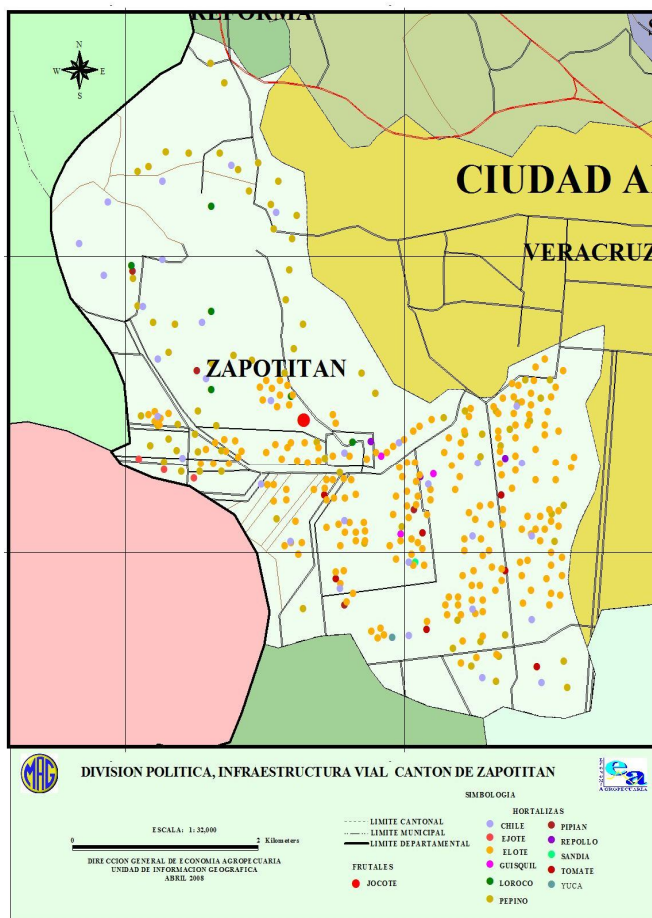 REFORMA
S
N
W E
S
CIUDAD A
VERACRUZ
ZAPOTITAN
MAG
DIVISION POLITICA, INFRAESTRUCTURA VIAL CANTON DE ZAPOTITAN
ea
AGROPECUARIA
SIMBOLOGIA
ESCALA: 1: 32,000
0 2 Kilometers
DIRECCION GENERAL DE ECONOMIA AGROPECUARIA
UNIDAD DE INFORMACION GEOGRAFICA
ABRIL 2008
LIMITE CANTONAL
LIMITE MUNICIPAL
LIMITE DEPARTAMENTAL
FRUTALES
JOCOTE
HORTALIZAS
CHILE
EJOTE
ELOTE
GUISQUIL
LOROCO
PEPINO
PIPIAN
REPOLLO
SANDIA
TOMATE
YUCA